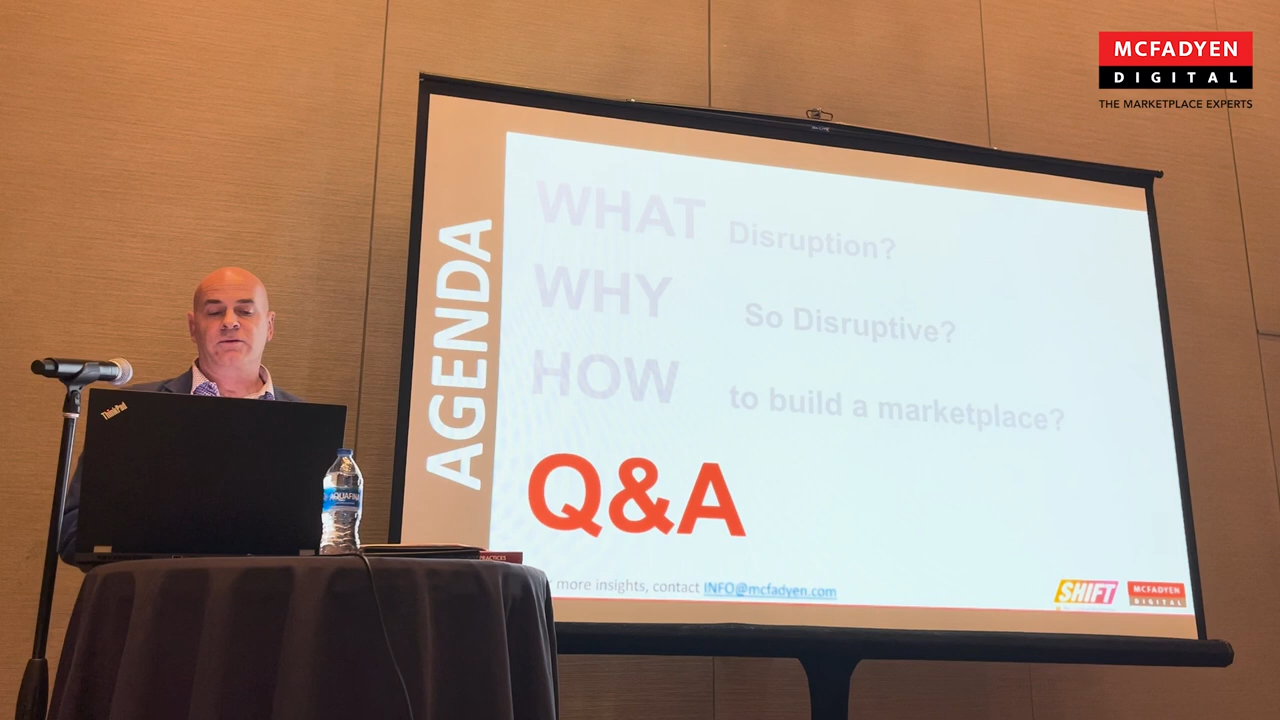 MCFADYEN
DIGITAL
THE MARKETPLACE EXPERTS
AGENDA
WHAT Disruption?
WHY So Disruptive?
HOW to build a marketplace?
Q&A
more insights, contact INFO@mcfadyen.com
SHIFT
MCFADYEN
DIGITAL
ThinkPad
AQUAFINA
PRACTICES